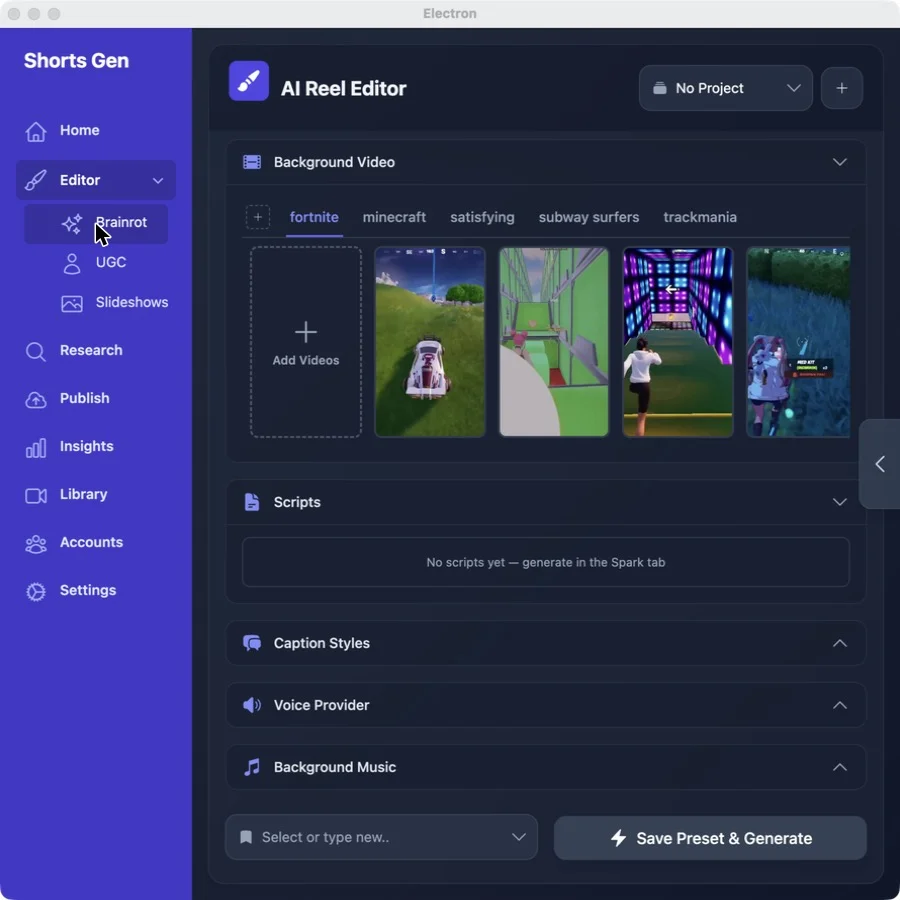 Electron
Shorts Gen
Home
Editor
Brainrot
UGC
Slideshows
Research
Publish
Insights
Library
Accounts
Settings
AI Reel Editor
No Project
Background Video
fortnite minecraft satisfying subway surfers trackmania
Add Videos
MED KIT
Scripts
No scripts yet — generate in the Spark tab
Caption Styles
Voice Provider
Background Music
Select or type new..
Save Preset & Generate